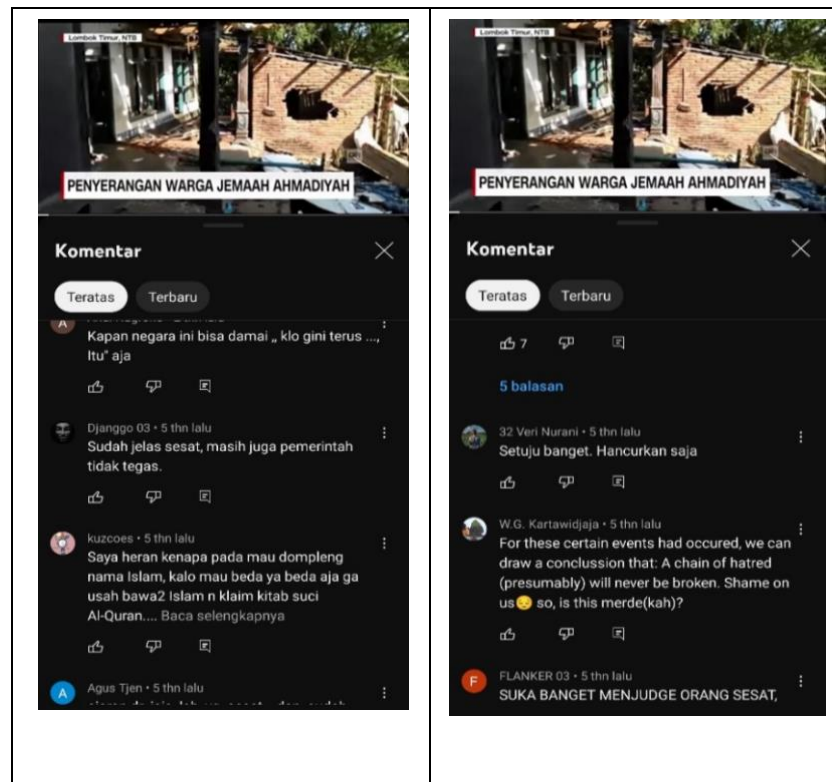 Lombok Timur, NTB
PENYERANGAN WARGA JEMAAH AHMADIYAH
Komentar
Teratas
Terbaru
A
Kapan negara ini bisa damai „ klo gini terus ...,
Itu" aja
Djanggo 03 • 5 thn lalu
Sudah jelas sesat, masih juga pemerintah
tidak tegas.
kuzcoes • 5 thn lalu
Saya heran kenapa pada mau dompleng
nama Islam, kalo mau beda ya beda aja ga
usah bawa2 Islam n klaim kitab suci
Al-Quran.... Baca selengkapnya
A
Agus Tjen • 5 thn lalu
Lombok Timur, NTB
PENYERANGAN WARGA JEMAAH AHMADIYAH
Komentar
Teratas
Terbaru
7
5 balasan
32 Veri Nurani • 5 thn lalu
Setuju banget. Hancurkan saja
W.G. Kartawidjaja • 5 thn lalu
For these certain events had occured, we can
draw a conclussion that: A chain of hatred
(presumably) will never be broken. Shame on
us😔 so, is this merde(kah)?
F
FLANKER 03 • 5 thn lalu
SUKA BANGET MENJUDGE ORANG SESAT,